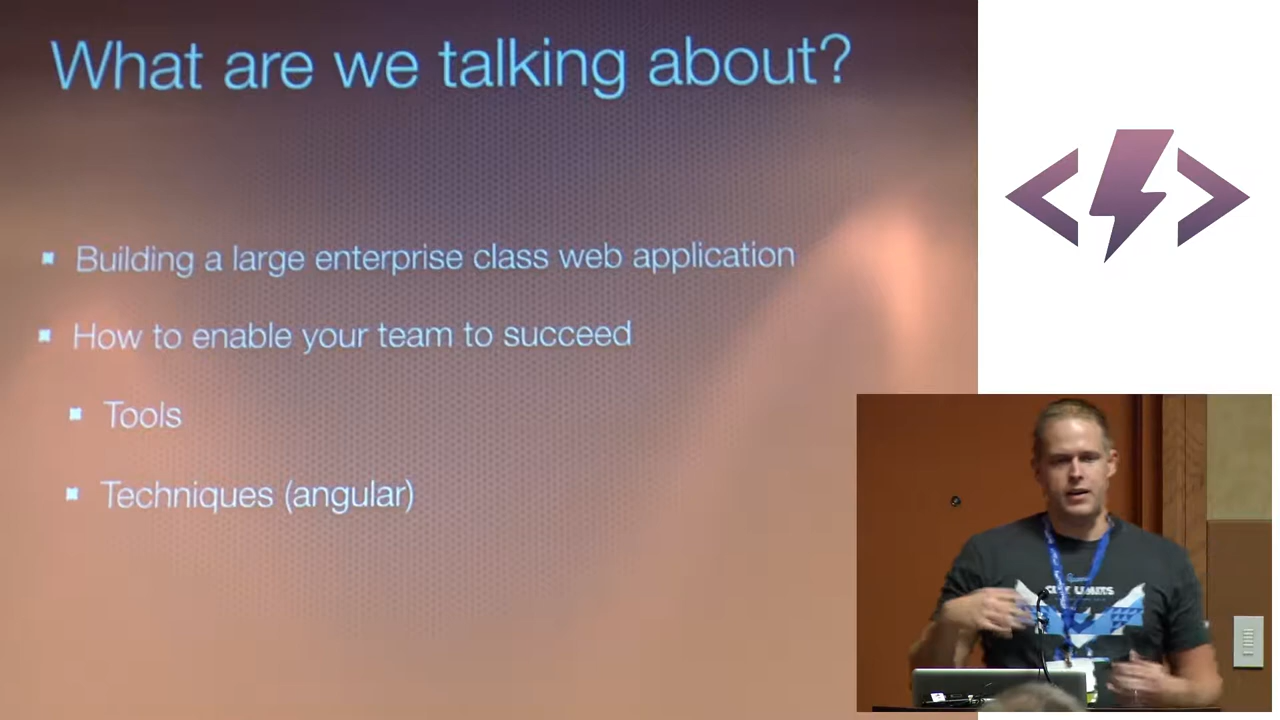 What are we talking about?
Building a large enterprise class web application
How to enable your team to succeed
Tools
Techniques (angular)
LIMITS